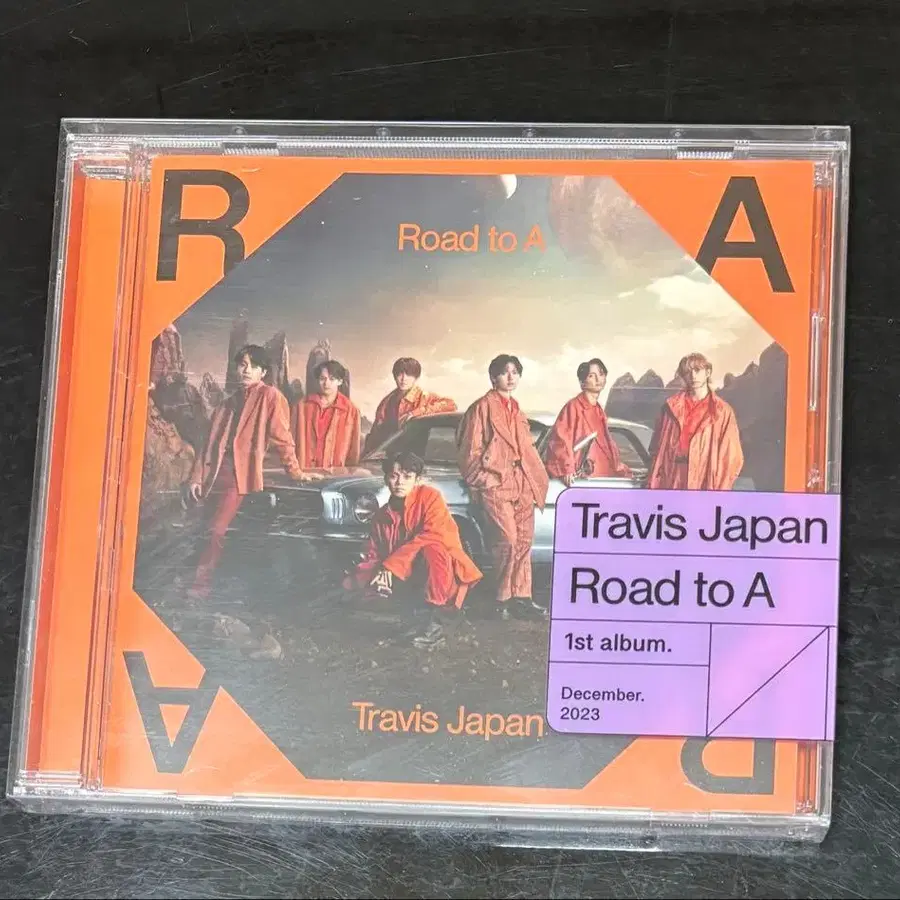 R A
Road to A
Travis Japan
Road to A
1st album.
December.
2023
Travis Japan
A R